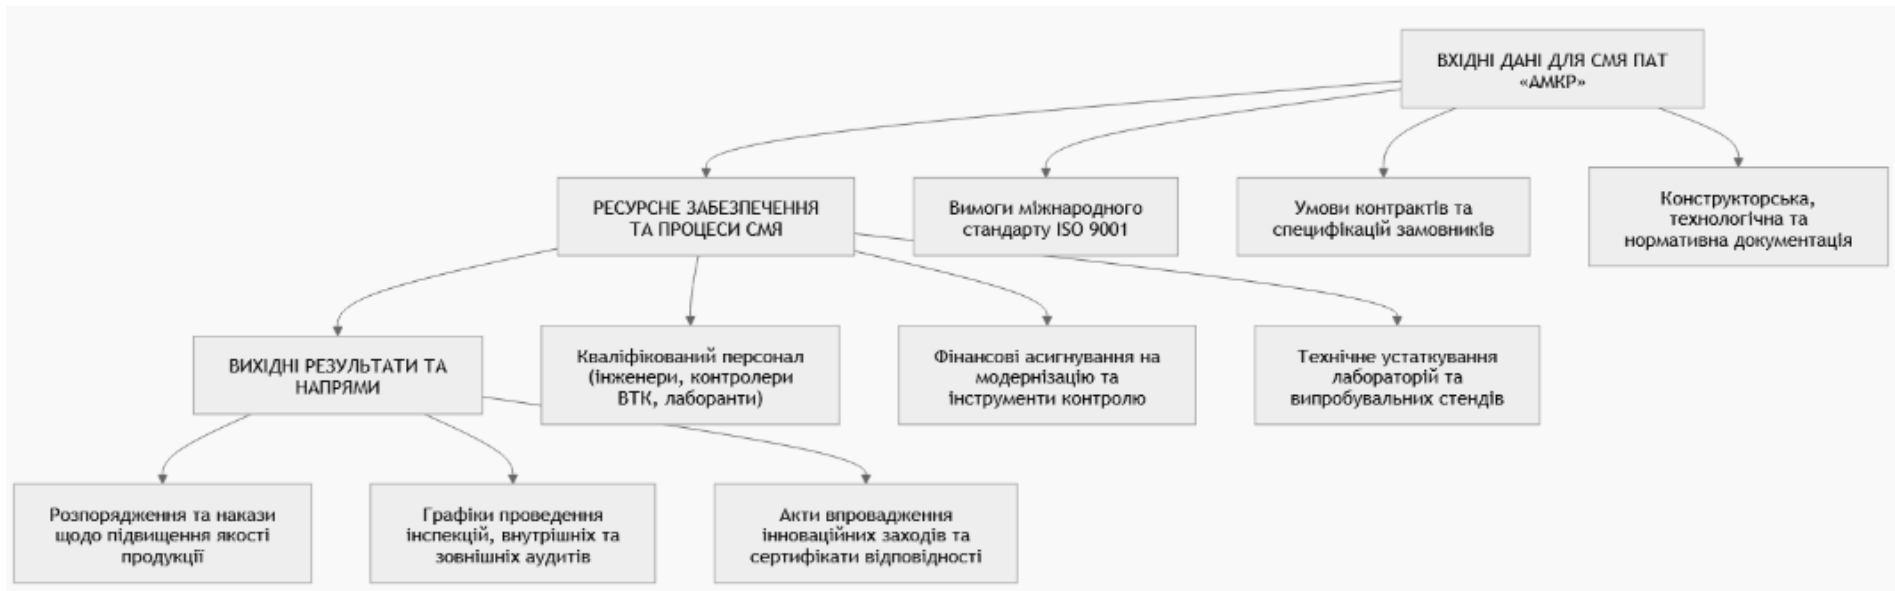 ВХІДНІ ДАНІ ДЛЯ СМЯ ПАТ
«АМКР»
РЕСУРСНЕ ЗАБЕЗПЕЧЕННЯ
ТА ПРОЦЕСИ СМЯ
Вимоги міжнародного
стандарту ISO 9001
Умови контрактів та
специфікацій замовників
Конструкторська,
технологічна та
нормативна документація
ВИХІДНІ РЕЗУЛЬТАТИ ТА
НАПРЯМИ
Кваліфікований персонал
(інженери, контролери
ВТК, лаборанти)
Фінансові асигнування на
модернізацію та
інструменти контролю
Технічне устаткування
лабораторій та
випробувальних стендів
Розпорядження та накази
щодо підвищення якості
продукції
Графіки проведення
інспекцій, внутрішніх та
зовнішніх аудитів
Акти впровадження
інноваційних заходів та
сертифікати відповідності